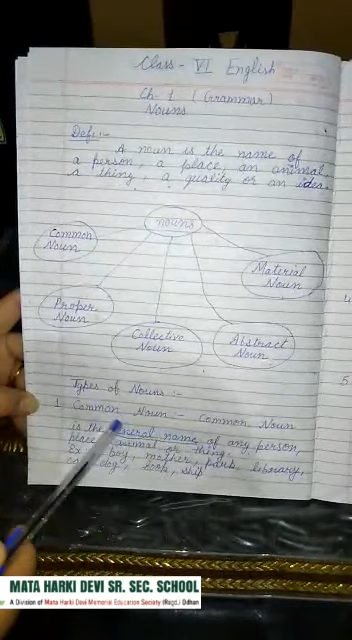 Class - VI English
Ch-1 (Grammar)
Nouns
Defi:-
A noun is the name of
a person, a place, an animal,
a thing, a quality or an idea.
nouns
Common
Noun
Material
Noun
Proper
Noun
Collective
Noun
Abstract
Noun
Types of Nouns :-
1. Common Noun :- Common Noun
is the general name of any person,
place, animal or thing.
Ex - boy, mother, park, library,
dog, book, ship
4
5
MATA HARKI DEVI SR. SEC. SCHOOL
A Division of Mata Harki Devi Memorial Education Society (Regd.) Odhan